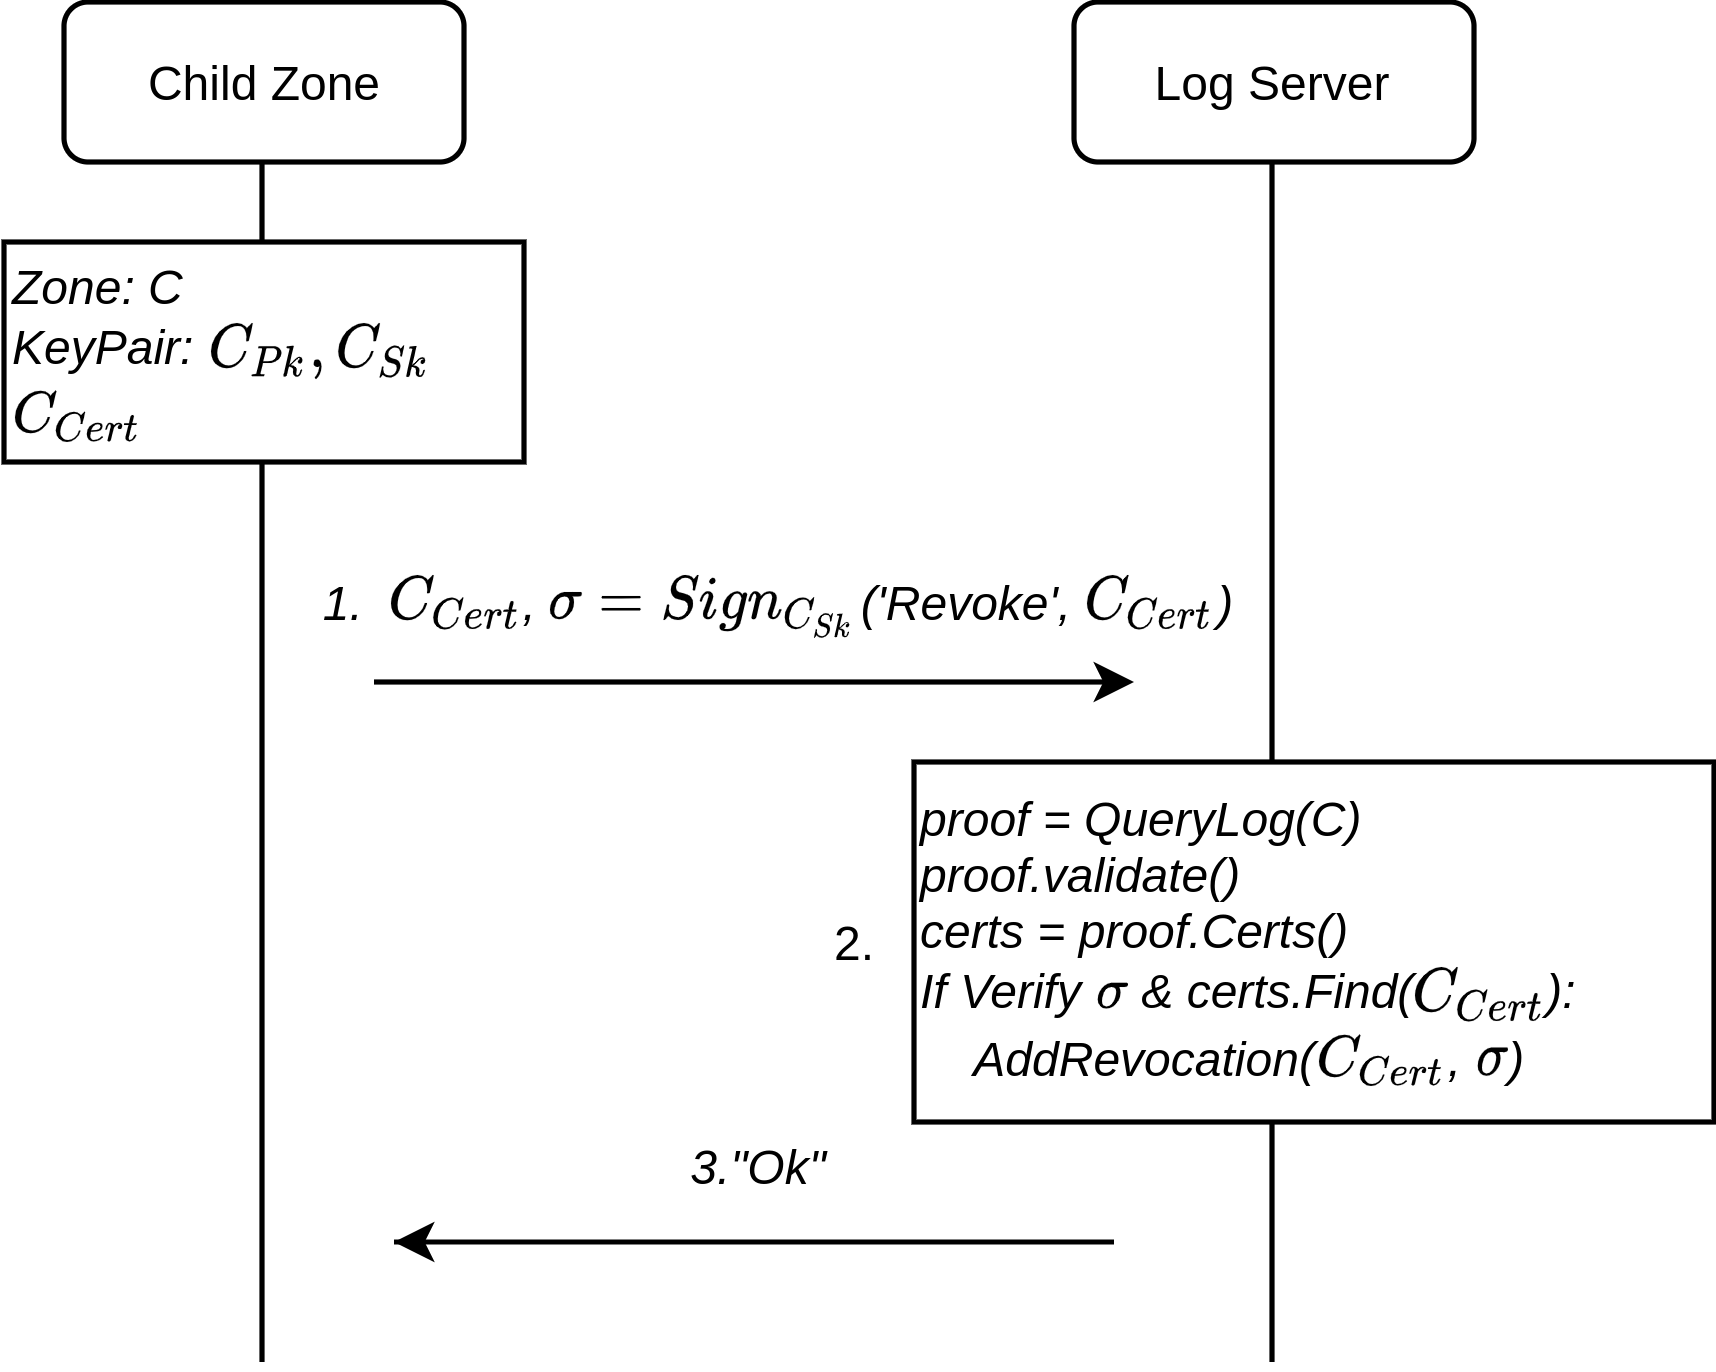 Child Zone
Log Server
Zone: C
KeyPair: $C_{Pk}, C_{Sk}$
$C_{Cert}$
1. $C_{Cert}$, $\sigma = Sign_{C_{Sk}}$('Revoke', $C_{Cert}$)
proof = QueryLog(C)
proof.validate()
certs = proof.Certs()
2.
If Verify $\sigma$ & certs.Find($C_{Cert}$):
AddRevocation($C_{Cert}$, $\sigma$)
3."Ok"